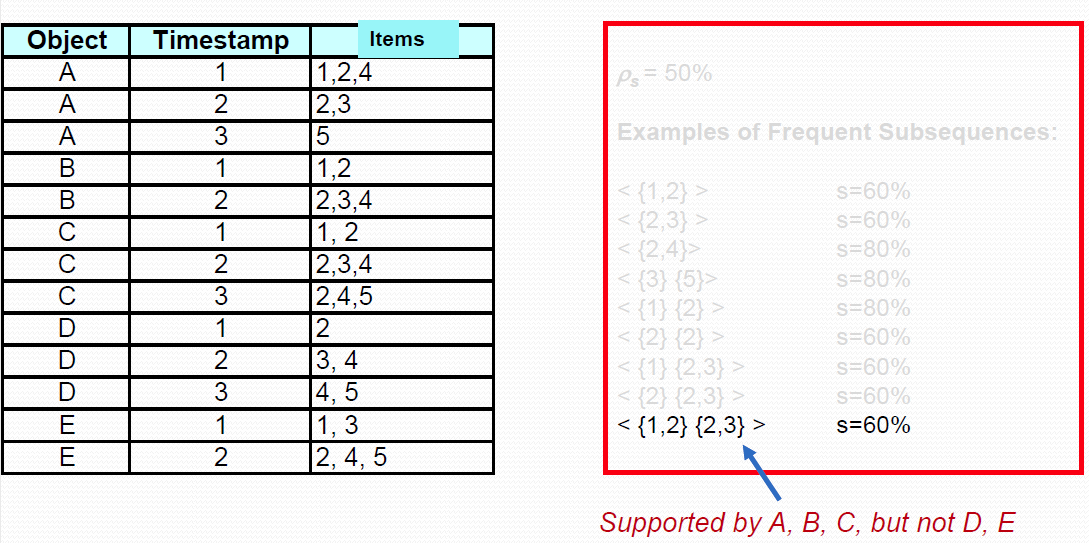 Object Timestamp Items
A 1 1,2,4
A 2 2,3
A 3 5
B 1 1,2
B 2 2,3,4
C 1 1, 2
C 2 2,3,4
C 3 2,4,5
D 1 2
D 2 3, 4
D 3 4, 5
E 1 1, 3
E 2 2, 4, 5
ρs = 50%
Examples of Frequent Subsequences:
< {1,2} > s=60%
< {2,3} > s=60%
< {2,4}> s=80%
< {3} {5}> s=80%
< {1} {2} > s=80%
< {2} {2} > s=60%
< {1} {2,3} > s=60%
< {2} {2,3} > s=60%
< {1,2} {2,3} > s=60%
Supported by A, B, C, but not D, E